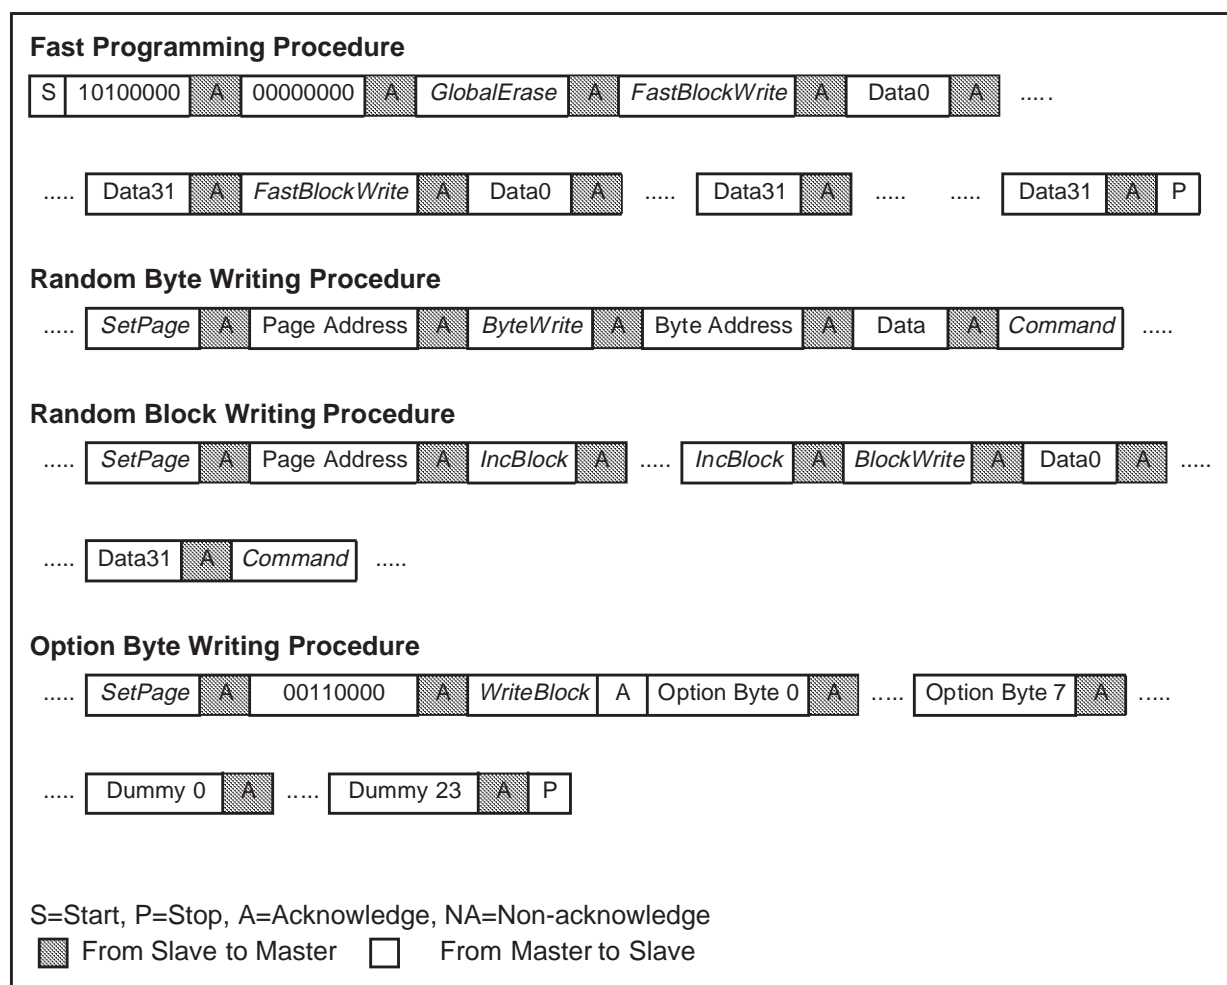 Fast Programming Procedure
S 10100000 A 00000000 A GlobalErase A FastBlockWrite A Data0 A .....
..... Data31 A FastBlockWrite A Data0 A ..... Data31 A ..... ..... Data31 A P
Random Byte Writing Procedure
..... SetPage A Page Address A ByteWrite A Byte Address A Data A Command .....
Random Block Writing Procedure
..... SetPage A Page Address A IncBlock A ..... IncBlock A BlockWrite A Data0 A .....
..... Data31 A Command .....
Option Byte Writing Procedure
..... SetPage A 00110000 A WriteBlock A Option Byte 0 A ..... Option Byte 7 A .....
..... Dummy 0 A ..... Dummy 23 A P
S=Start, P=Stop, A=Acknowledge, NA=Non-acknowledge
From Slave to Master From Master to Slave